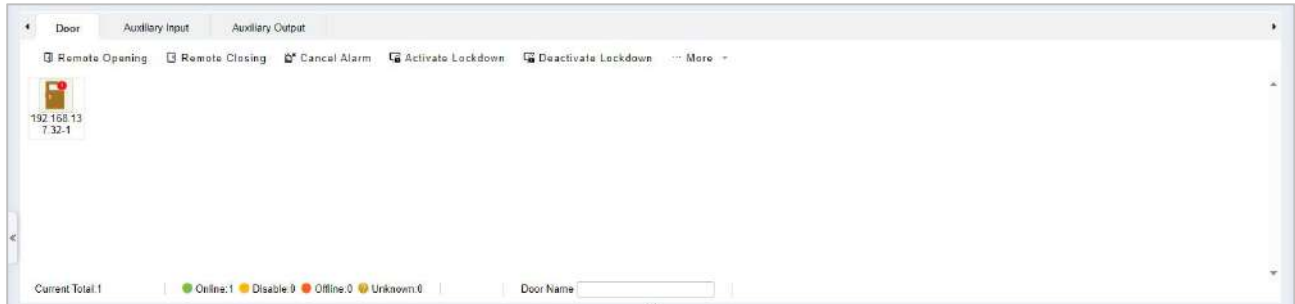 Door Auxiliary Input Auxiliary Output
Remote Opening Remote Closing Cancel Alarm Activate Lockdown Deactivate Lockdown ··· More
192.168.13
7.32-1
Current Total:1 Online:1 Disable:0 Offline:0 Unknown:0 Door Name